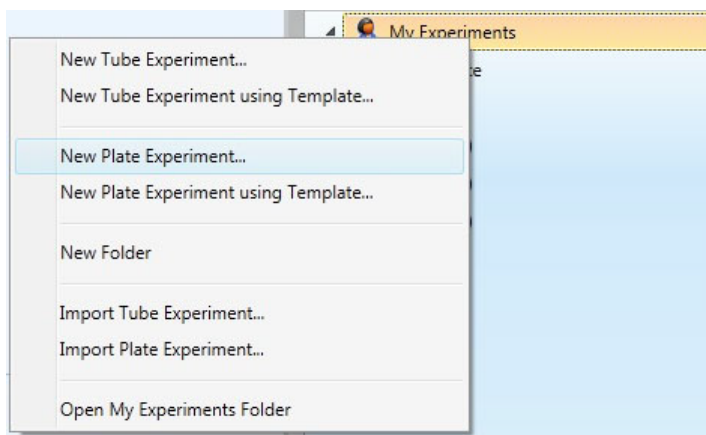 My Experiments
New Tube Experiment...
New Tube Experiment using Template...
New Plate Experiment...
New Plate Experiment using Template...
New Folder
Import Tube Experiment...
Import Plate Experiment...
Open My Experiments Folder